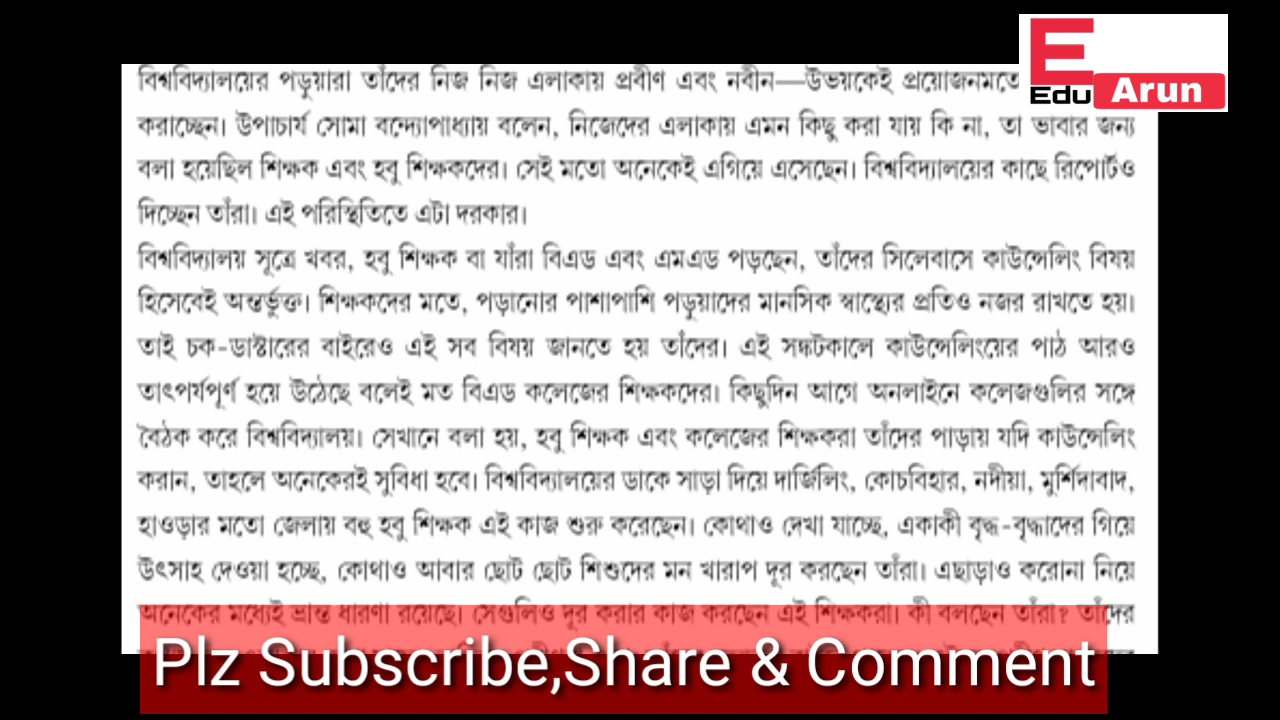 E
Edu Arun
বিশ্ববিদ্যালয়ের পড়ুয়ারা তাঁদের নিজ নিজ এলাকায় প্রবীণ এবং নবীন—উভয়কেই প্রয়োজনমতে
করাচ্ছেন। উপাচার্য সোমা বন্দ্যোপাধ্যায় বলেন, নিজেদের এলাকায় এমন কিছু করা যায় কি না, তা ভাবার জন্য
বলা হয়েছিল শিক্ষক এবং হবু শিক্ষকদের। সেই মতো অনেকেই এগিয়ে এসেছেন। বিশ্ববিদ্যালয়ের কাছে রিপোর্টও
দিচ্ছেন তাঁরা। এই পরিস্থিতিতে এটা দরকার।
বিশ্ববিদ্যালয় সূত্রে খবর, হবু শিক্ষক বা যাঁরা বিএড এবং এমএড পড়ছেন, তাঁদের সিলেবাসে কাউন্সেলিং বিষয়
হিসেবেই অন্তর্ভুক্ত। শিক্ষকদের মতে, পড়ানোর পাশাপাশি পড়ুয়াদের মানসিক স্বাস্থ্যের প্রতিও নজর রাখতে হয়।
তাই চক-ডাস্টারের বাইরেও এই সব বিষয় জানতে হয় তাঁদের। এই সঙ্কটকালে কাউন্সেলিংয়ের পাঠ আরও
তাৎপর্যপূর্ণ হয়ে উঠেছে বলেই মত বিএড কলেজের শিক্ষকদের। কিছুদিন আগে অনলাইনে কলেজগুলির সঙ্গে
বৈঠক করে বিশ্ববিদ্যালয়। সেখানে বলা হয়, হবু শিক্ষক এবং কলেজের শিক্ষকরা তাঁদের পাড়ায় যদি কাউন্সেলিং
করান, তাহলে অনেকেরই সুবিধা হবে। বিশ্ববিদ্যালয়ের ডাকে সাড়া দিয়ে দার্জিলিং, কোচবিহার, নদীয়া, মুর্শিদাবাদ,
হাওড়ার মতো জেলায় বহু হবু শিক্ষক এই কাজ শুরু করেছেন। কোথাও দেখা যাচ্ছে, একাকী বৃদ্ধ-বৃদ্ধাদের গিয়ে
উৎসাহ দেওয়া হচ্ছে, কোথাও আবার ছোট ছোট শিশুদের মন খারাপ দূর করছেন তাঁরা। এছাড়াও করোনা নিয়ে
অনেকের মধ্যেই ভ্রান্ত ধারণা রয়েছে। সেগুলিও দূর করার কাজ করছেন এই শিক্ষকরা। কী বলছেন তাঁরা? তাঁদের
Plz Subscribe,Share & Comment